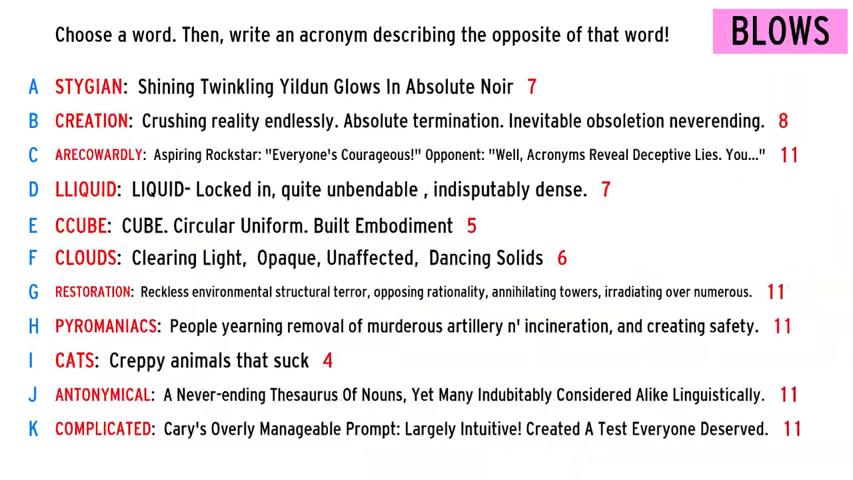 Choose a word. Then, write an acronym describing the opposite of that word!
BLOWS
A STYGIAN: Shining Twinkling Yildun Glows In Absolute Noir 7
B CREATION: Crushing reality endlessly. Absolute termination. Inevitable obsoletion neverending. 8
C ARECOWARDLY: Aspiring Rockstar: "Everyone's Courageous!" Opponent: "Well, Acronyms Reveal Deceptive Lies. You..." 11
D LLIQUID: LIQUID- Locked in, quite unbendable , indisputably dense. 7
E CCUBE: CUBE. Circular Uniform. Built Embodiment 5
F CLOUDS: Clearing Light, Opaque, Unaffected, Dancing Solids 6
G RESTORATION: Reckless environmental structural terror, opposing rationality, annihilating towers, irradiating over numerous. 11
H PYROMANIACS: People yearning removal of murderous artillery n' incineration, and creating safety. 11
I CATS: Creppy animals that suck 4
J ANTONYMICAL: A Never-ending Thesaurus Of Nouns, Yet Many Indubitably Considered Alike Linguistically. 11
K COMPLICATED: Cary's Overly Manageable Prompt: Largely Intuitive! Created A Test Everyone Deserved. 11